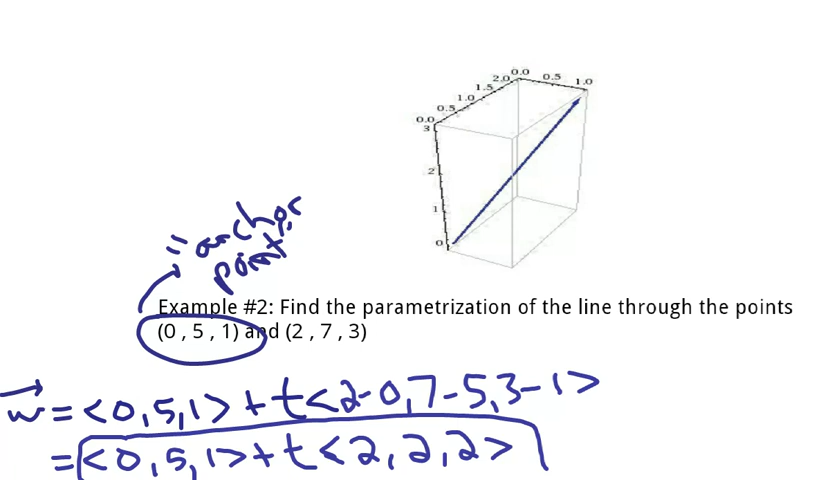 2.0 0.0 0.5 1.0
1.5
1.0
0.5
0.0
3
2
1
0
= anchor
point
Example #2: Find the parametrization of the line through the points
(0 , 5 , 1) and (2 , 7 , 3)
w = <0,5,1> + t<2-0,7-5,3-1>
= <0,5,1> + t<2,2,2>